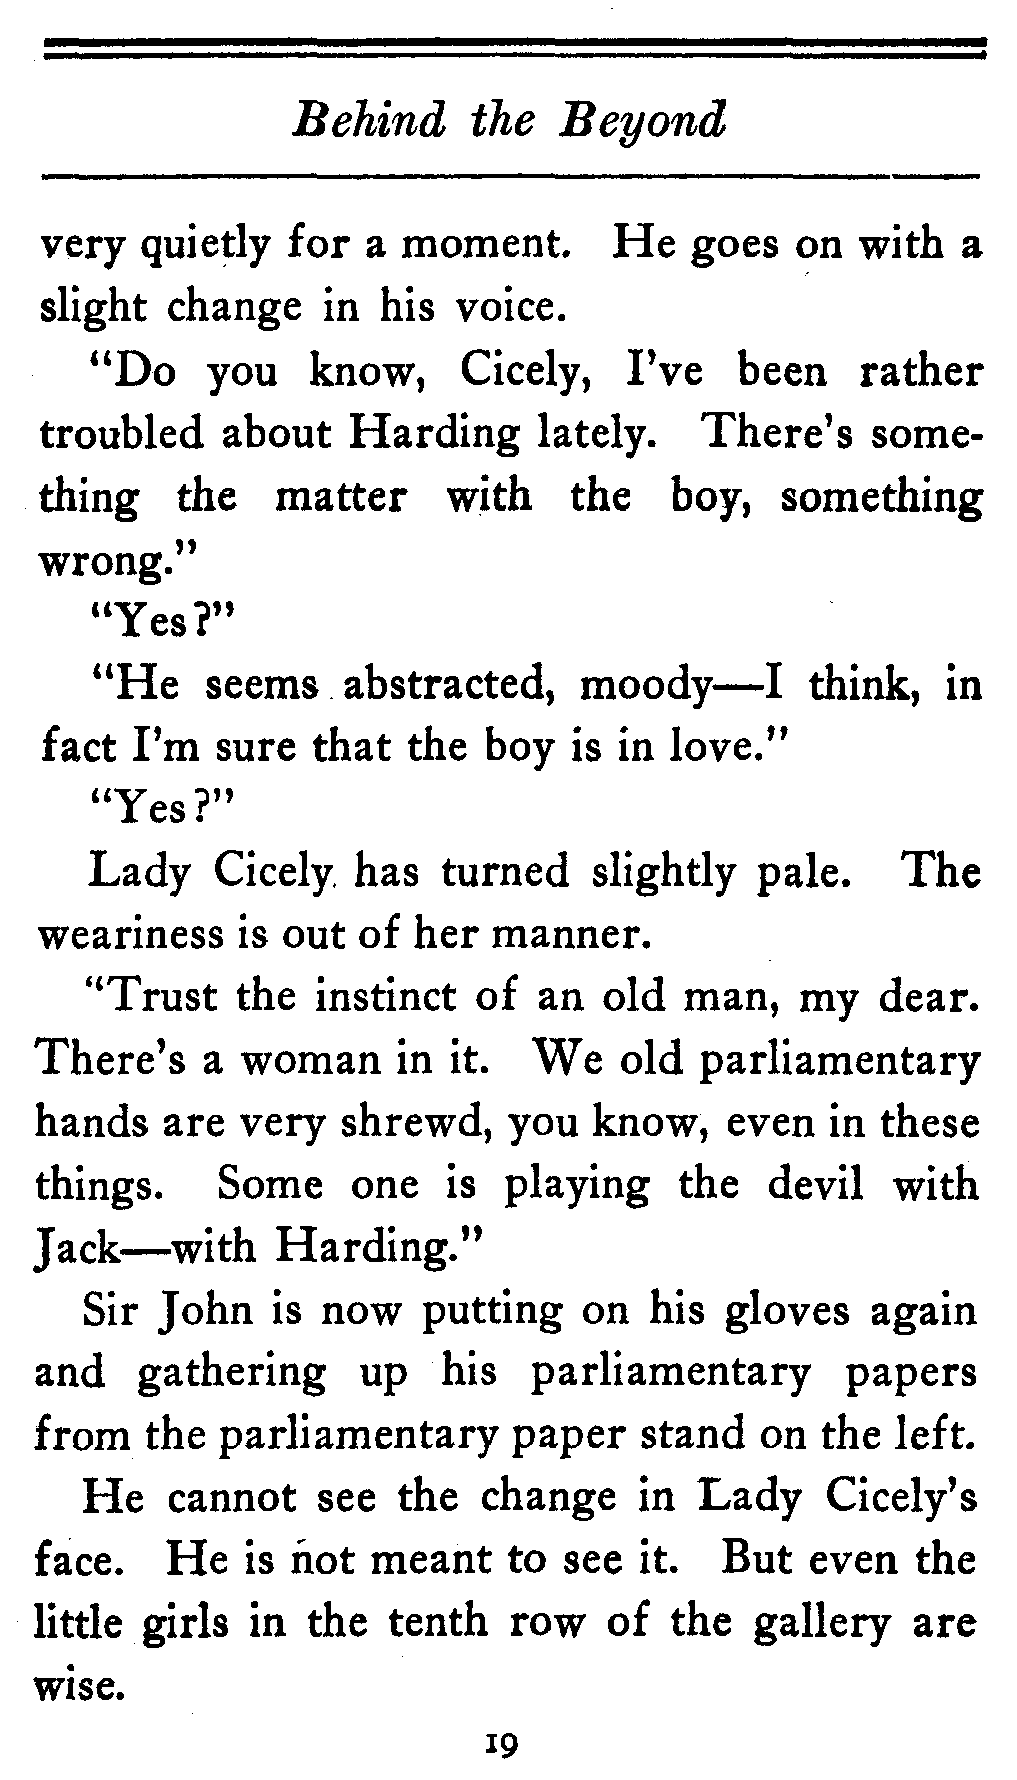 Behind the Beyond
very quietly for a moment. He goes on with a
slight change in his voice.
"Do you know, Cicely, I've been rather
troubled about Harding lately. There's some-
thing the matter with the boy, something
wrong."
"Yes?"
"He seems abstracted, moody—I think, in
fact I'm sure that the boy is in love."
"Yes?"
Lady Cicely has turned slightly pale. The
weariness is out of her manner.
"Trust the instinct of an old man, my dear.
There's a woman in it. We old parliamentary
hands are very shrewd, you know, even in these
things. Some one is playing the devil with
Jack—with Harding."
Sir John is now putting on his gloves again
and gathering up his parliamentary papers
from the parliamentary paper stand on the left.
He cannot see the change in Lady Cicely's
face. He is not meant to see it. But even the
little girls in the tenth row of the gallery are
wise.
19